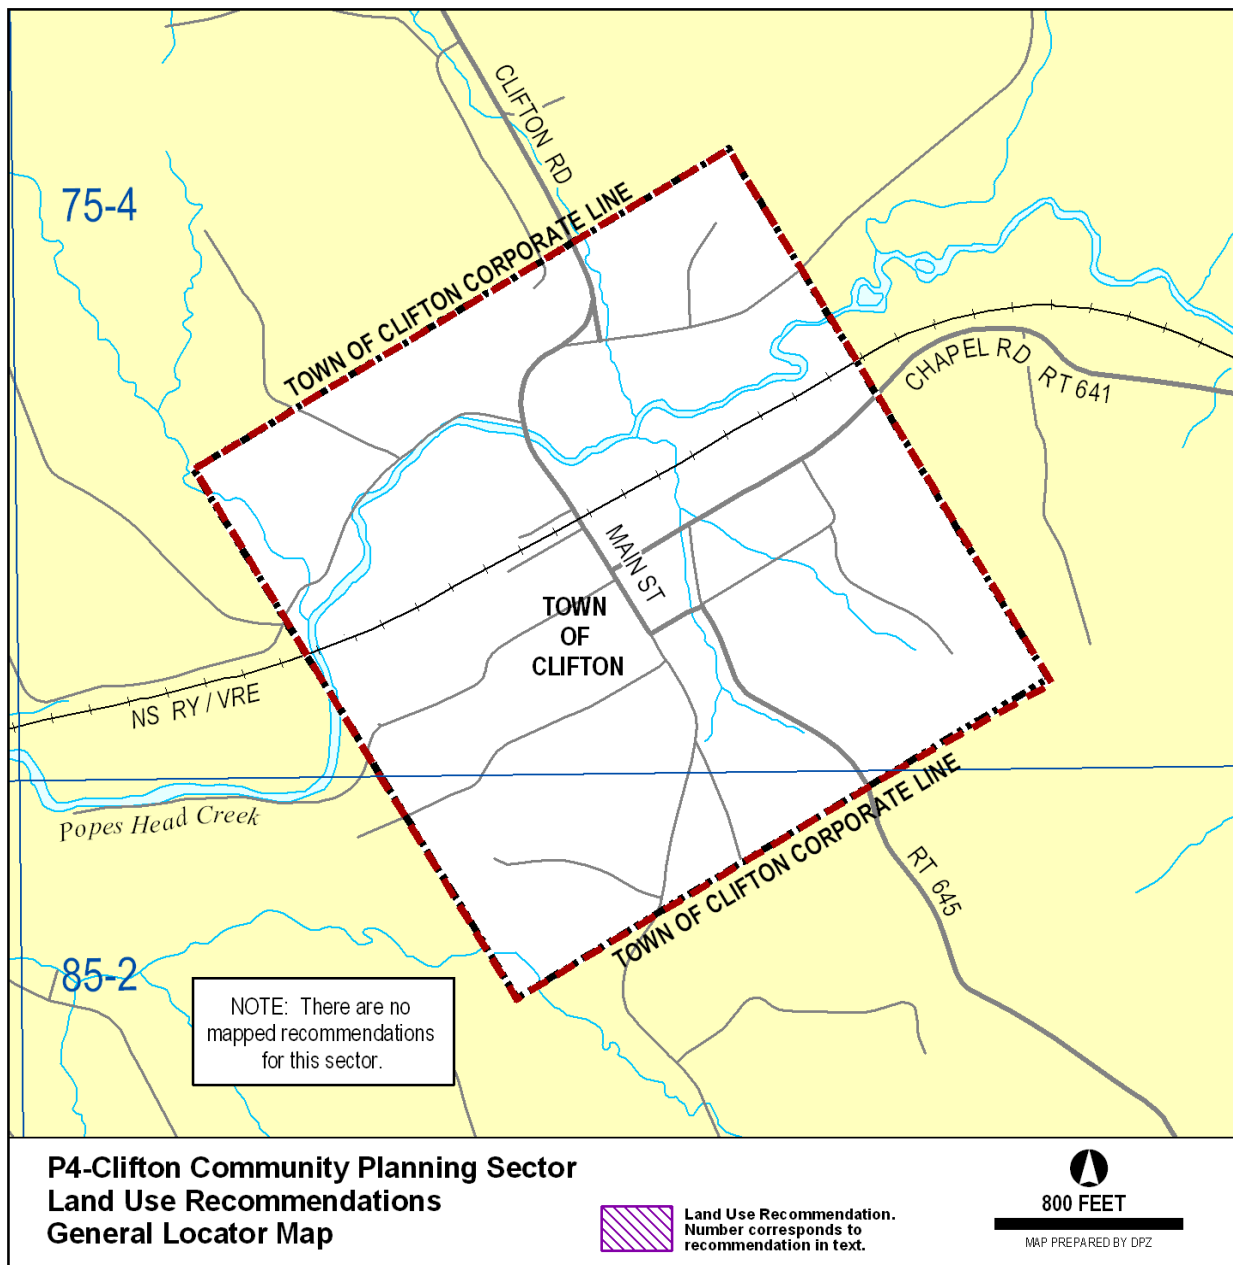 CLIFTON RD
75-4
TOWN OF CLIFTON CORPORATE LINE
CHAPEL RD
RT 641
MAIN ST
TOWN
OF
CLIFTON
NS RY / VRE
Popes Head Creek
TOWN OF CLIFTON CORPORATE LINE
RT 645
85-2
NOTE: There are no
mapped recommendations
for this sector.
P4-Clifton Community Planning Sector
Land Use Recommendations
General Locator Map
Land Use Recommendation.
Number corresponds to
recommendation in text.
800 FEET
MAP PREPARED BY DPZ